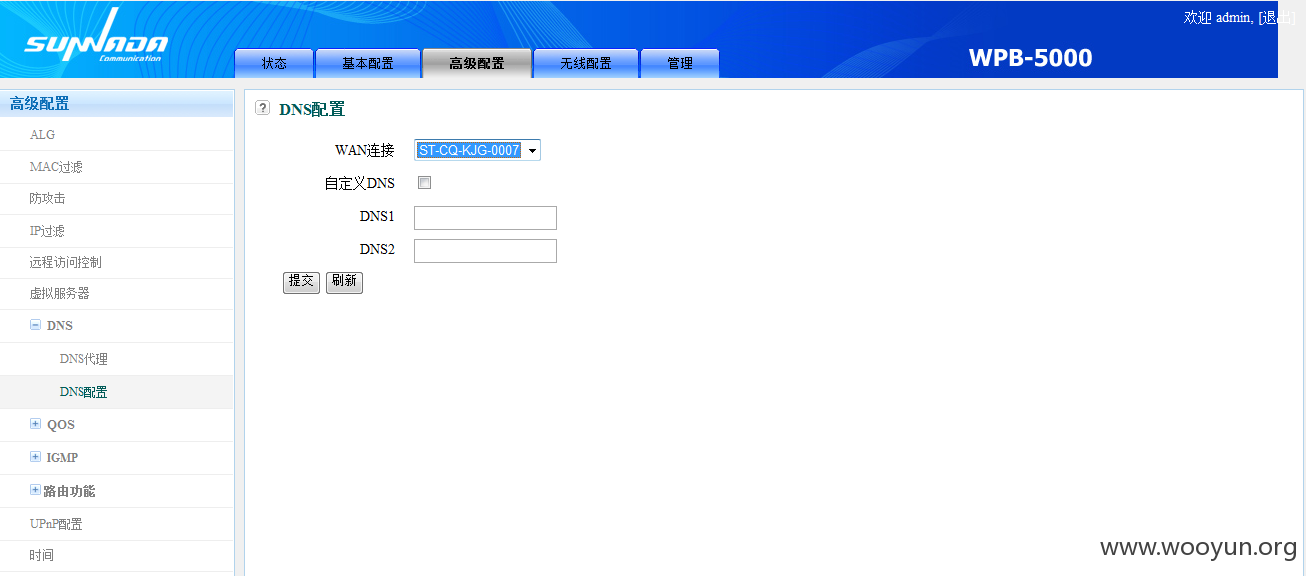 欢迎 admin, [退出]
SUNNADA
Communication
状态 基本配置 高级配置 无线配置 管理
WPB-5000
高级配置
ALG
MAC过滤
防攻击
IP过滤
远程访问控制
虚拟服务器
DNS
DNS代理
DNS配置
QOS
IGMP
路由功能
UPnP配置
时间
? DNS配置
WAN连接 ST-CQ-KJG-0007
自定义DNS
DNS1
DNS2
提交 刷新
www.wooyun.org